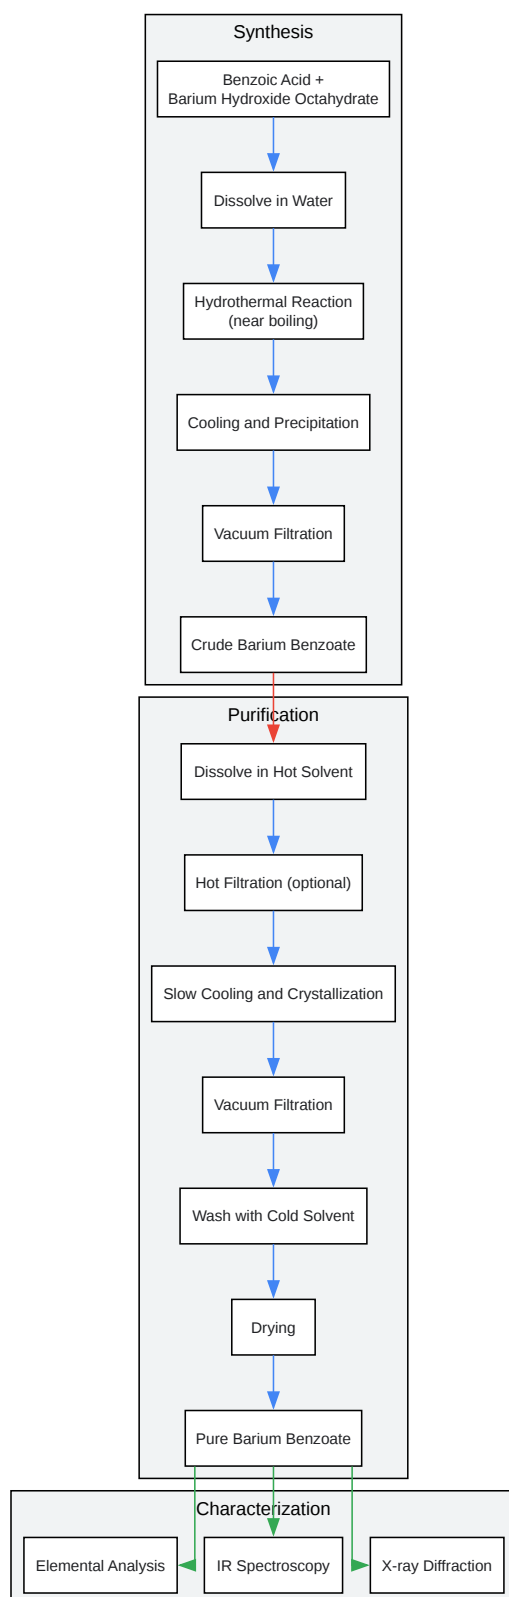 Synthesis
Benzoic Acid +
Barium Hydroxide Octahydrate
Dissolve in Water
Hydrothermal Reaction
(near boiling)
Cooling and Precipitation
Vacuum Filtration
Crude Barium Benzoate
Purification
Dissolve in Hot Solvent
Hot Filtration (optional)
Slow Cooling and Crystallization
Vacuum Filtration
Wash with Cold Solvent
Drying
Pure Barium Benzoate
Characterization
Elemental Analysis
IR Spectroscopy
X-ray Diffraction